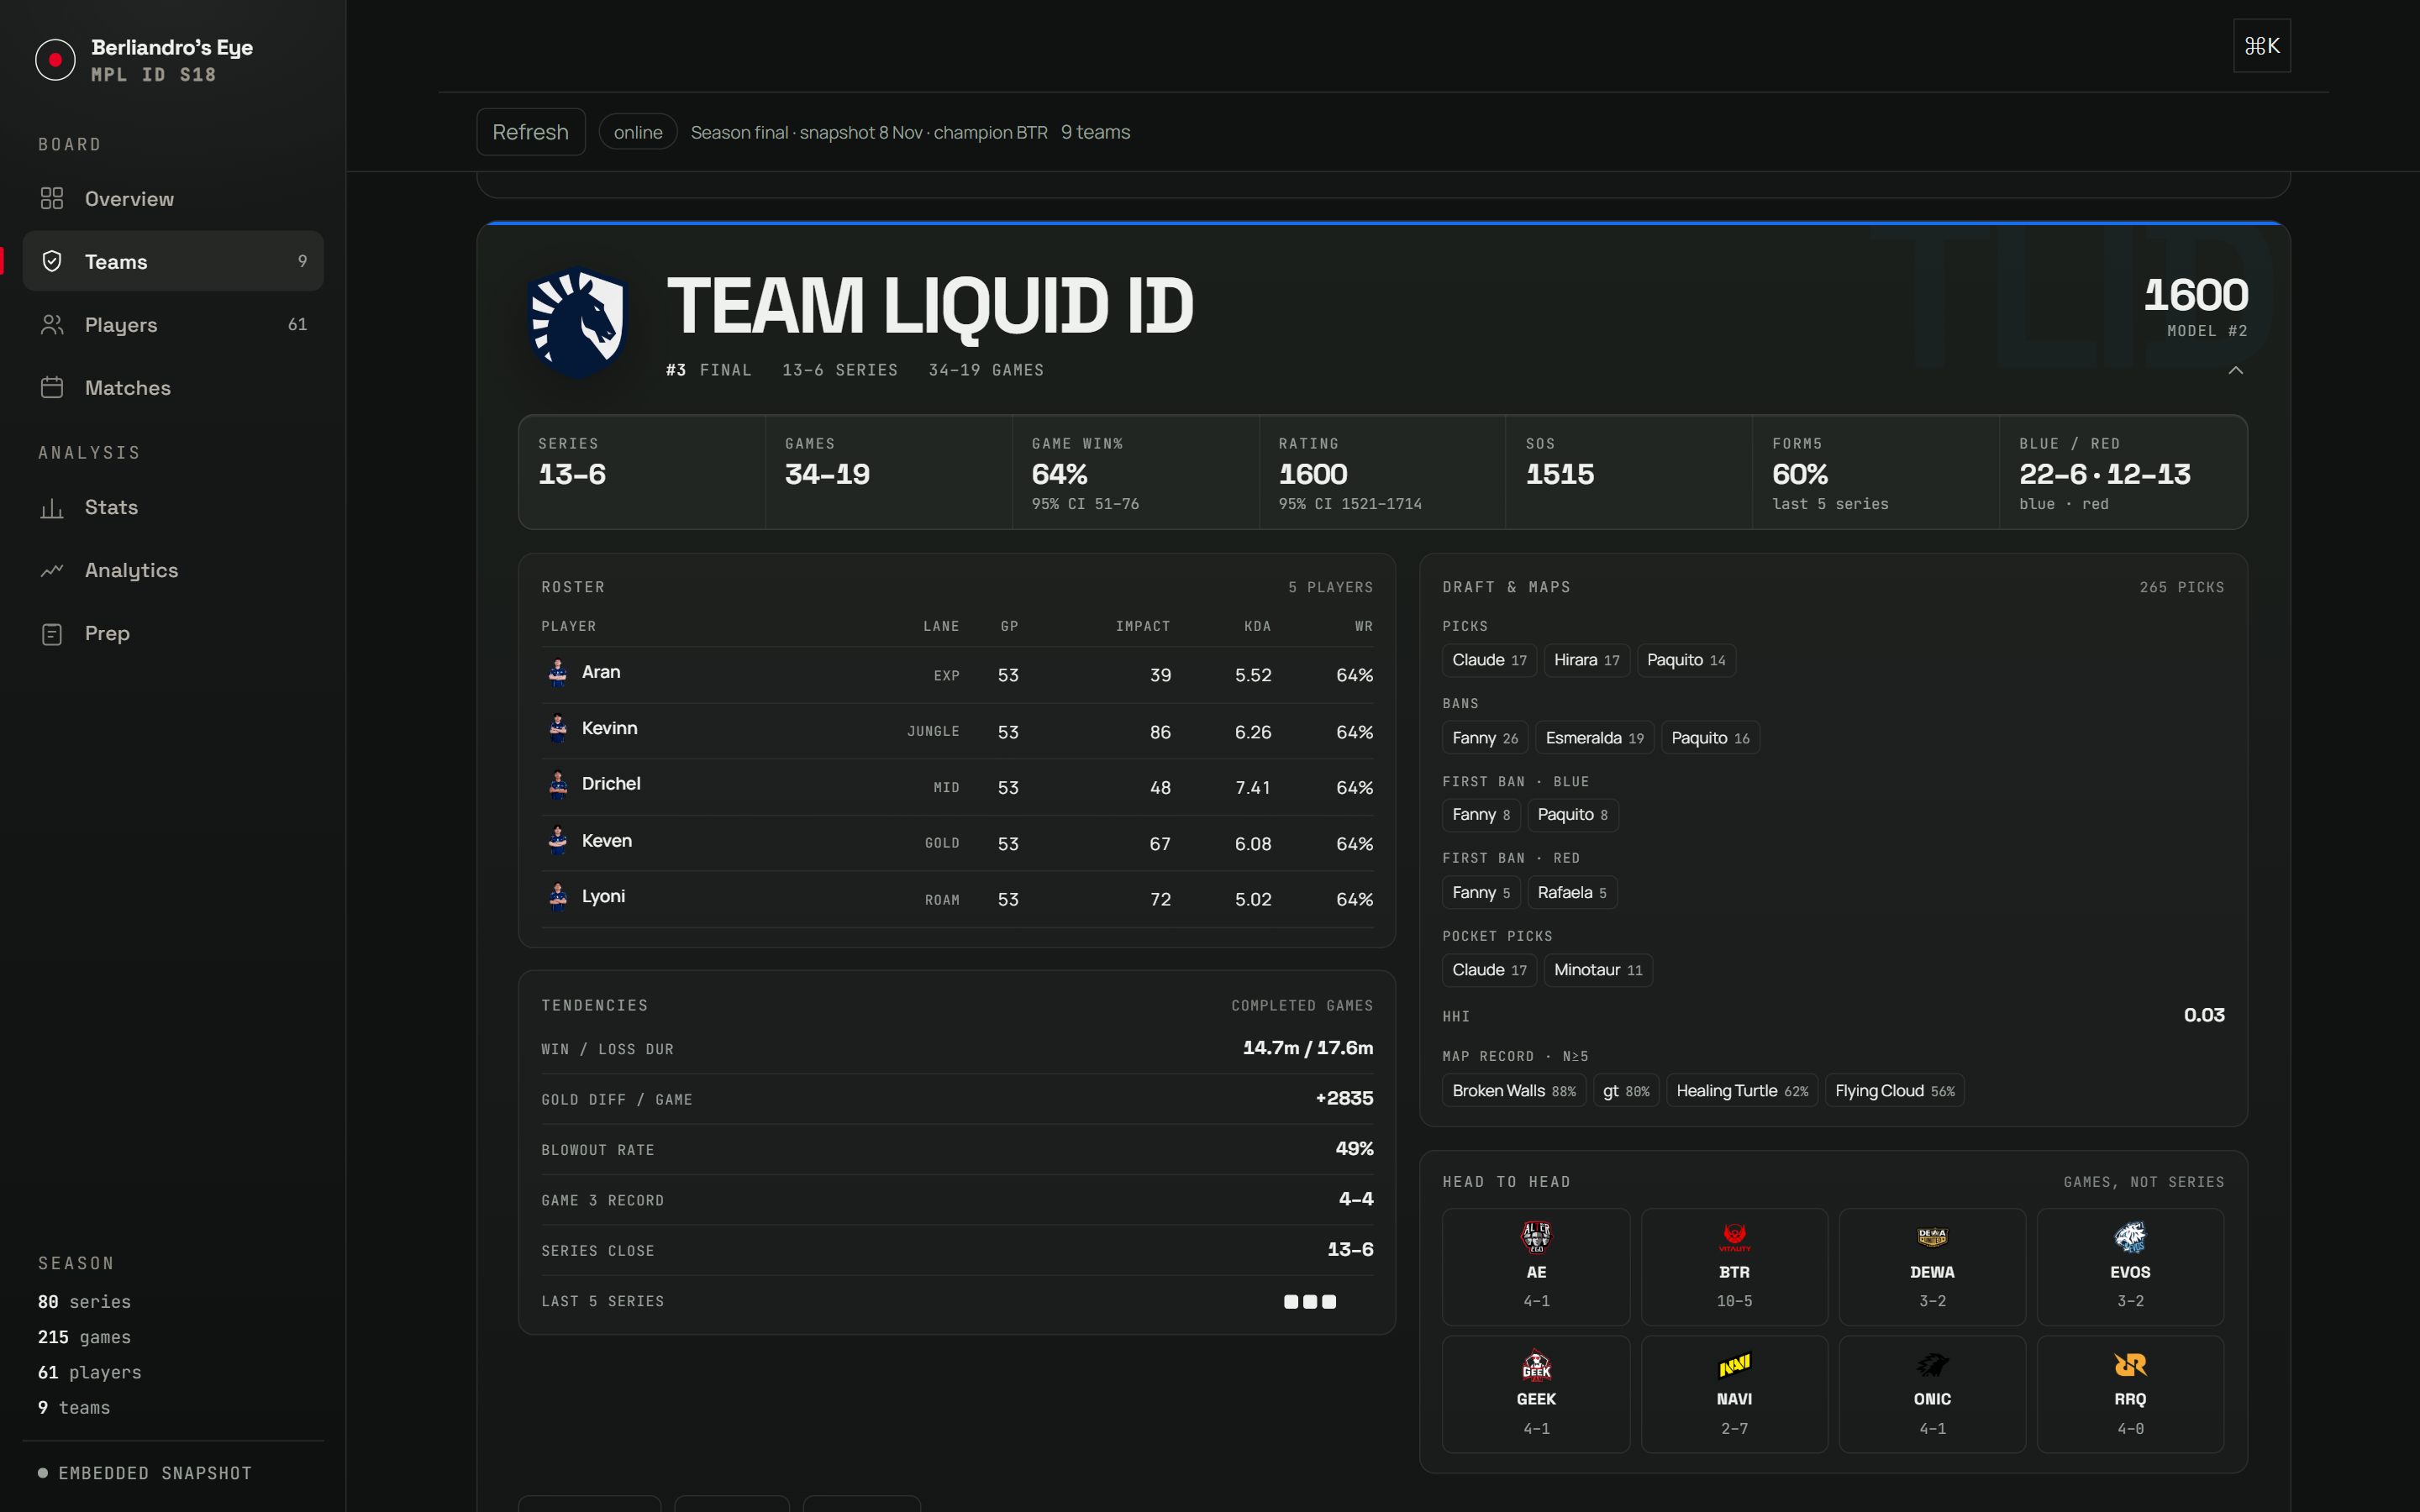 Berliandro's Eye
MPL ID S18
BOARD
Overview
Teams 9
Players 61
Matches
ANALYSIS
Stats
Analytics
Prep
SEASON
80 series
215 games
61 players
9 teams
EMBEDDED SNAPSHOT
⌘K
Refresh online Season final · snapshot 8 Nov · champion BTR 9 teams
TLID
TEAM LIQUID ID
#3 FINAL 13–6 SERIES 34–19 GAMES
1600
MODEL #2
SERIES
13–6
GAMES
34–19
GAME WIN%
64%
95% CI 51–76
RATING
1600
95% CI 1521–1714
SOS
1515
FORM5
60%
last 5 series
BLUE / RED
22–6 · 12–13
blue · red
ROSTER 5 PLAYERS
PLAYER LANE GP IMPACT KDA WR
Aran EXP 53 39 5.52 64%
Kevinn JUNGLE 53 86 6.26 64%
Drichel MID 53 48 7.41 64%
Keven GOLD 53 67 6.08 64%
Lyoni ROAM 53 72 5.02 64%
TENDENCIES COMPLETED GAMES
WIN / LOSS DUR 14.7m / 17.6m
GOLD DIFF / GAME +2835
BLOWOUT RATE 49%
GAME 3 RECORD 4–4
SERIES CLOSE 13–6
LAST 5 SERIES
DRAFT & MAPS 265 PICKS
PICKS
Claude 17 Hirara 17 Paquito 14
BANS
Fanny 26 Esmeralda 19 Paquito 16
FIRST BAN · BLUE
Fanny 8 Paquito 8
FIRST BAN · RED
Fanny 5 Rafaela 5
POCKET PICKS
Claude 17 Minotaur 11
HHI 0.03
MAP RECORD · N≥5
Broken Walls 88% gt 80% Healing Turtle 62% Flying Cloud 56%
HEAD TO HEAD GAMES, NOT SERIES
ALTER EGO VITALITY DEWA UNITED EVOS
AE BTR DEWA EVOS
4–1 10–5 3–2 3–2
GEEK NAVI
GEEK NAVI ONIC RRQ
4–1 2–7 4–1 4–0